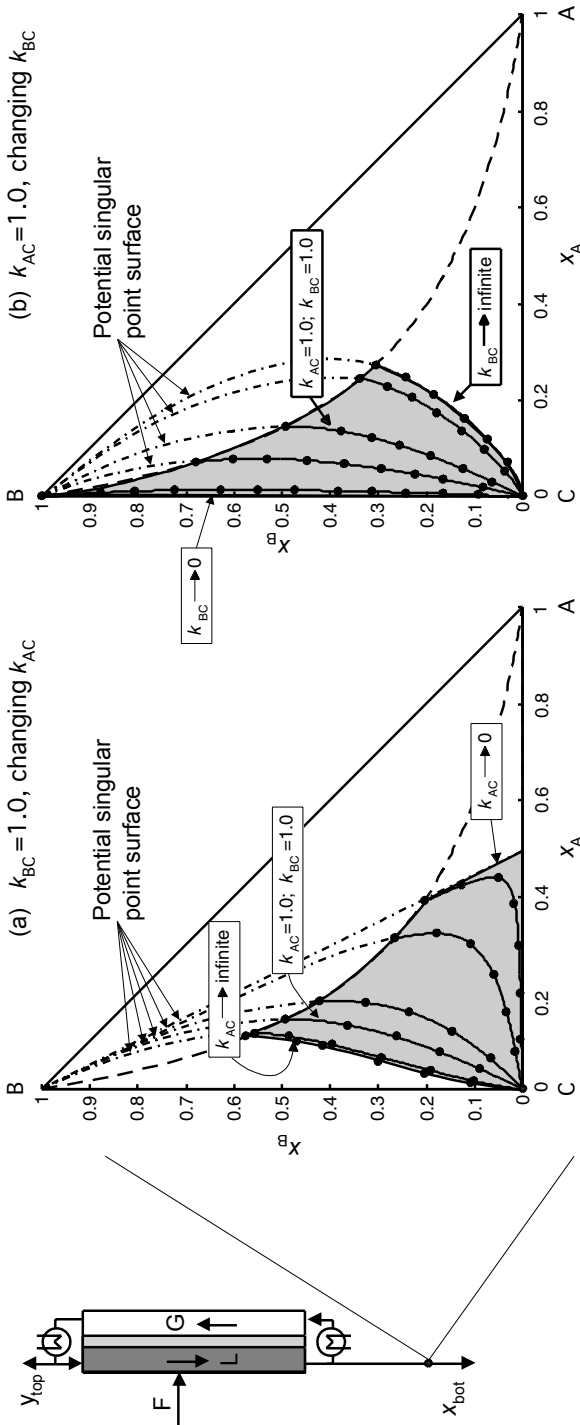 y_top
F
L
G
x_bot
(a) k_BC=1.0, changing k_AC
Potential singular
point surface
k_AC → infinite
k_AC=1.0; k_BC=1.0
k_AC → 0
B
1
0.9
0.8
0.7
0.6
0.5
0.4
0.3
0.2
0.1
0
x_B
C
0
0.2
0.4
0.6
0.8
1
A
x_A
(b) k_AC=1.0, changing k_BC
Potential singular
point surface
k_BC → 0
k_AC=1.0; k_BC=1.0
k_BC → infinite
B
1
0.9
0.8
0.7
0.6
0.5
0.4
0.3
0.2
0.1
0
x_B
C
0
0.2
0.4
0.6
0.8
1
A
x_A